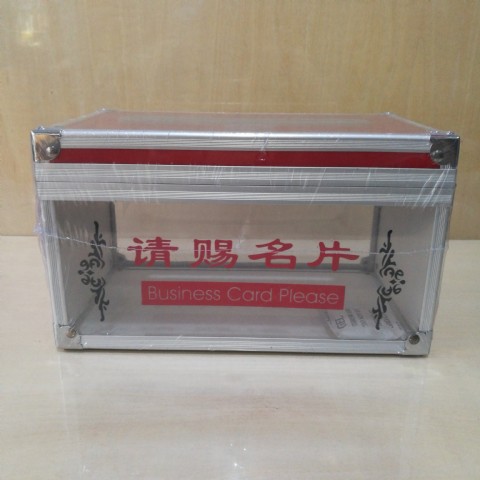 请赐名片
Business Card Please